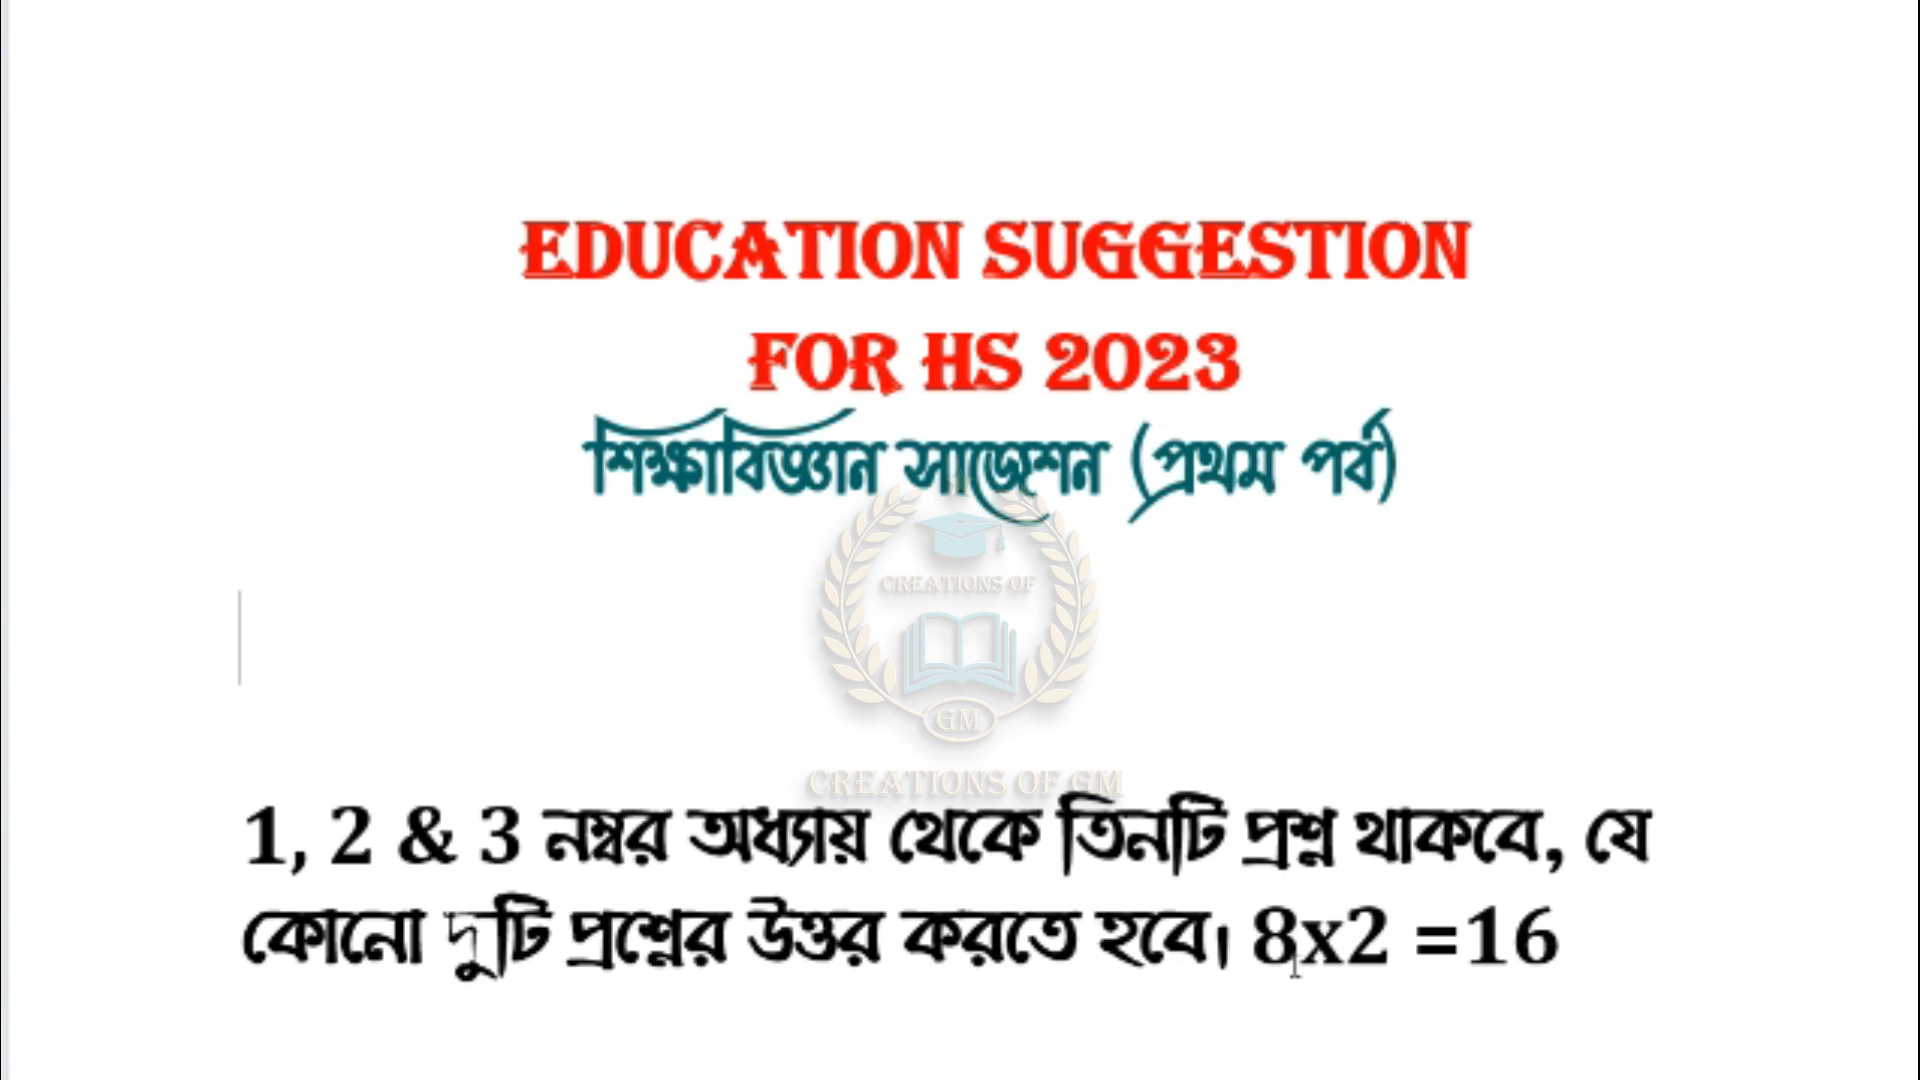 EDUCATION SUGGESTION
FOR HS 2023
শিক্ষাবিজ্ঞান সাজেশন (প্রথম পর্ব)
CREATIONS OF
GM
CREATIONS OF GM
1, 2 & 3 নম্বর অধ্যায় থেকে তিনটি প্রশ্ন থাকবে, যে
কোনো দুটি প্রশ্নের উত্তর করতে হবে। 8x2 =16